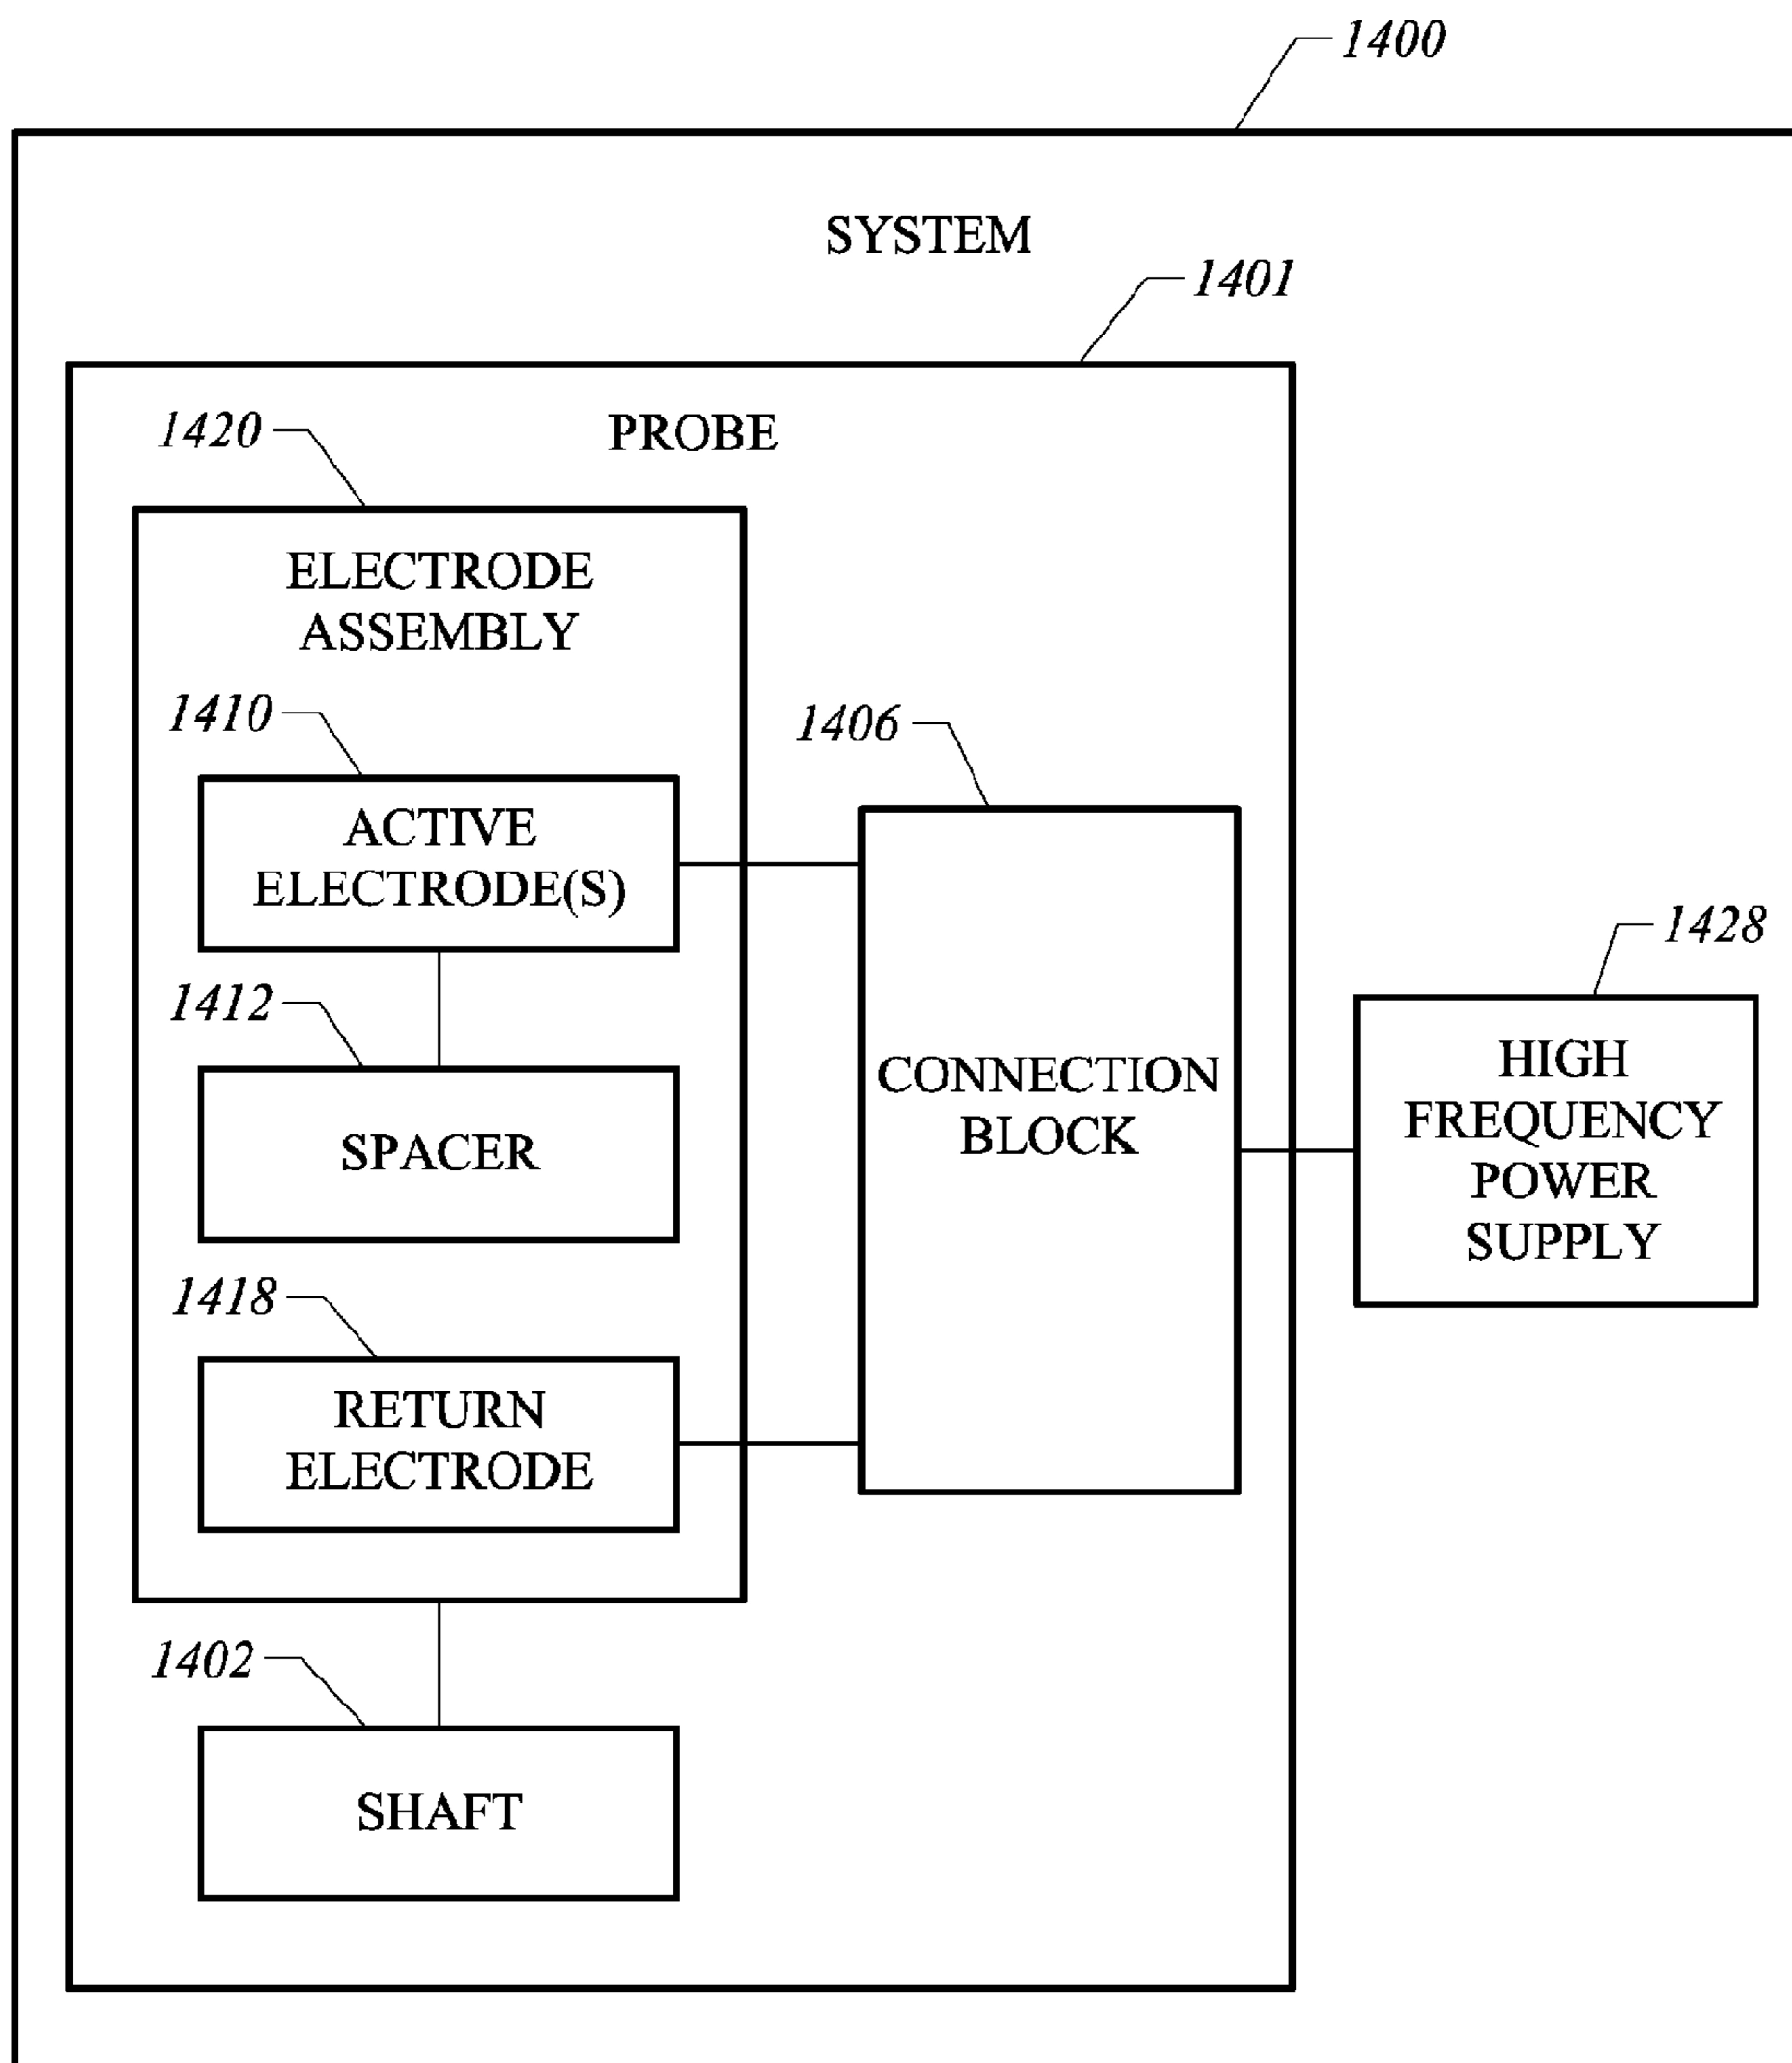 1400
SYSTEM
1401
PROBE
1420
ELECTRODE
ASSEMBLY
1410
ACTIVE
ELECTRODE(S)
1406
CONNECTION
BLOCK
1428
HIGH
FREQUENCY
POWER
SUPPLY
1412
SPACER
1418
RETURN
ELECTRODE
1402
SHAFT